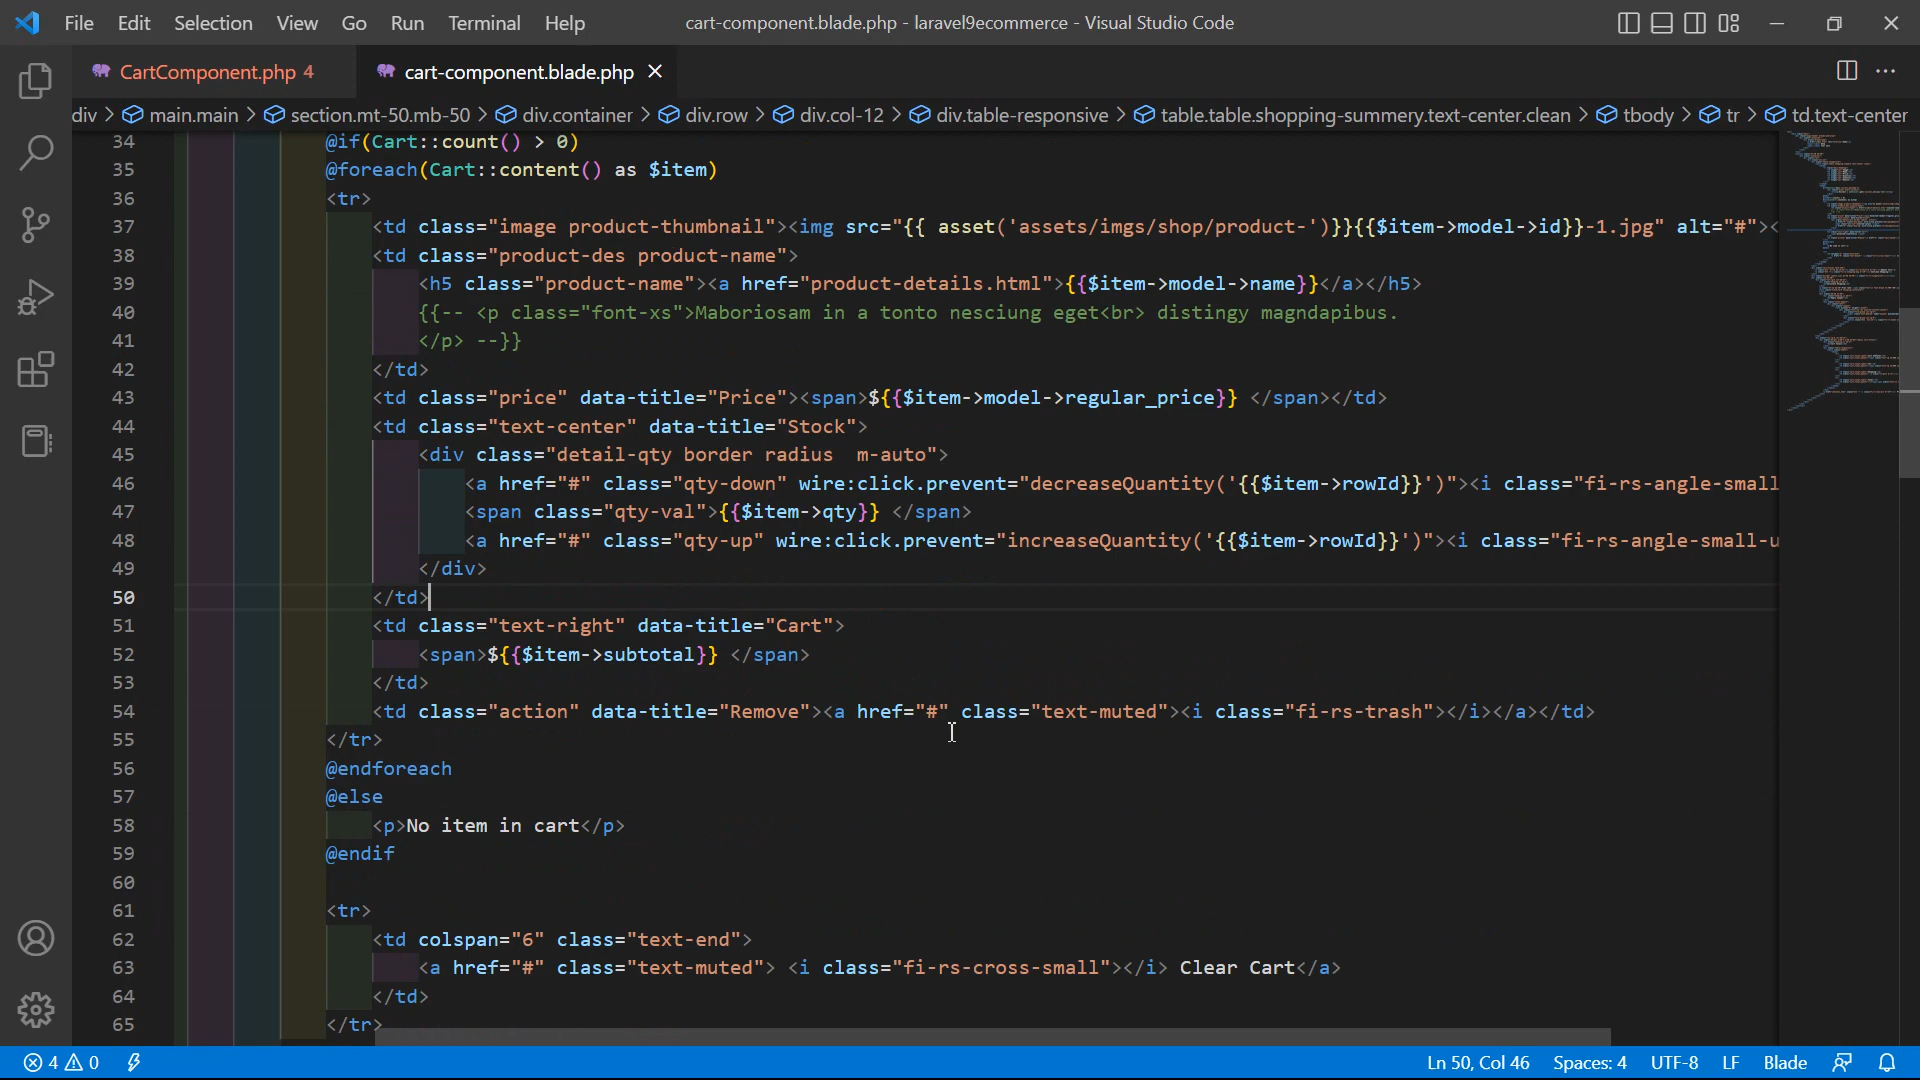 File Edit Selection View Go Run Terminal Help cart-component.blade.php - laravel9ecommerce - Visual Studio Code
CartComponent.php 4 cart-component.blade.php
div > main.main > section.mt-50.mb-50 > div.container > div.row > div.col-12 > div.table-responsive > table.table.shopping-summery.text-center.clean > tbody > tr > td.text-center
34 @if(Cart::count() > 0)
35 @foreach(Cart::content() as $item)
36 <tr>
37 <td class="image product-thumbnail"><img src="{{ asset('assets/imgs/shop/product-')}}{{$item->model->id}}-1.jpg" alt="#"><
38 <td class="product-des product-name">
39 <h5 class="product-name"><a href="product-details.html">{{$item->model->name}}</a></h5>
40 {{-- <p class="font-xs">Maboriosam in a tonto nesciung eget<br> distingy magndapibus.
41 </p> --}}
42 </td>
43 <td class="price" data-title="Price"><span>${{$item->model->regular_price}} </span></td>
44 <td class="text-center" data-title="Stock">
45 <div class="detail-qty border radius  m-auto">
46 <a href="#" class="qty-down" wire:click.prevent="decreaseQuantity('{{$item->rowId}}')"><i class="fi-rs-angle-small
47 <span class="qty-val">{{$item->qty}} </span>
48 <a href="#" class="qty-up" wire:click.prevent="increaseQuantity('{{$item->rowId}}')"><i class="fi-rs-angle-small-u
49 </div>
50 </td>
51 <td class="text-right" data-title="Cart">
52 <span>${{$item->subtotal}} </span>
53 </td>
54 <td class="action" data-title="Remove"><a href="#" class="text-muted"><i class="fi-rs-trash"></i></a></td>
55 </tr>
56 @endforeach
57 @else
58 <p>No item in cart</p>
59 @endif
60
61 <tr>
62 <td colspan="6" class="text-end">
63 <a href="#" class="text-muted"> <i class="fi-rs-cross-small"></i> Clear Cart</a>
64 </td>
65 </tr>
4 0 Ln 50, Col 46 Spaces: 4 UTF-8 LF Blade